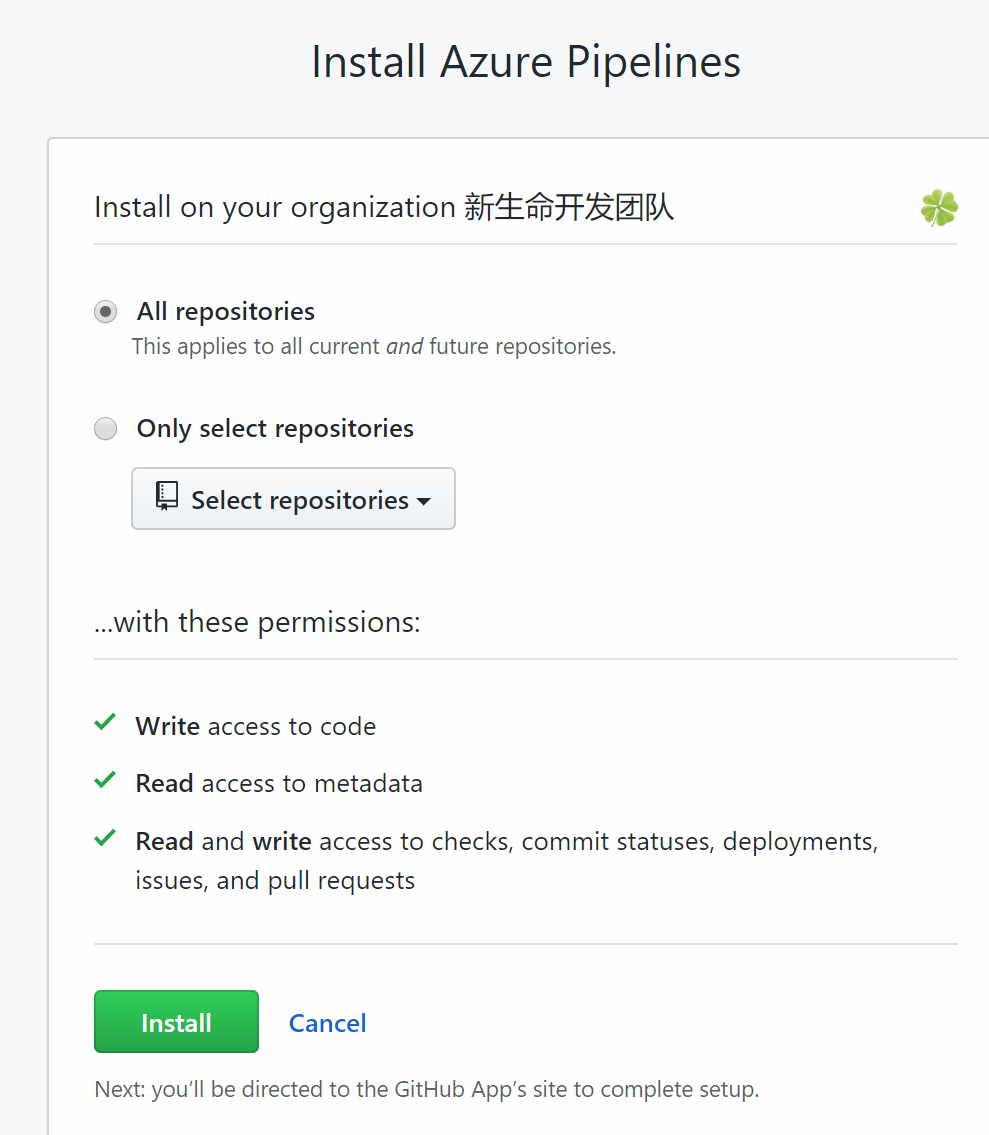 Install Azure Pipelines
Install on your organization 新生命开发团队
All repositories
This applies to all current and future repositories.
Only select repositories
Select repositories
...with these permissions:
Write access to code
Read access to metadata
Read and write access to checks, commit statuses, deployments,
issues, and pull requests
Install Cancel
Next: you’ll be directed to the GitHub App’s site to complete setup.